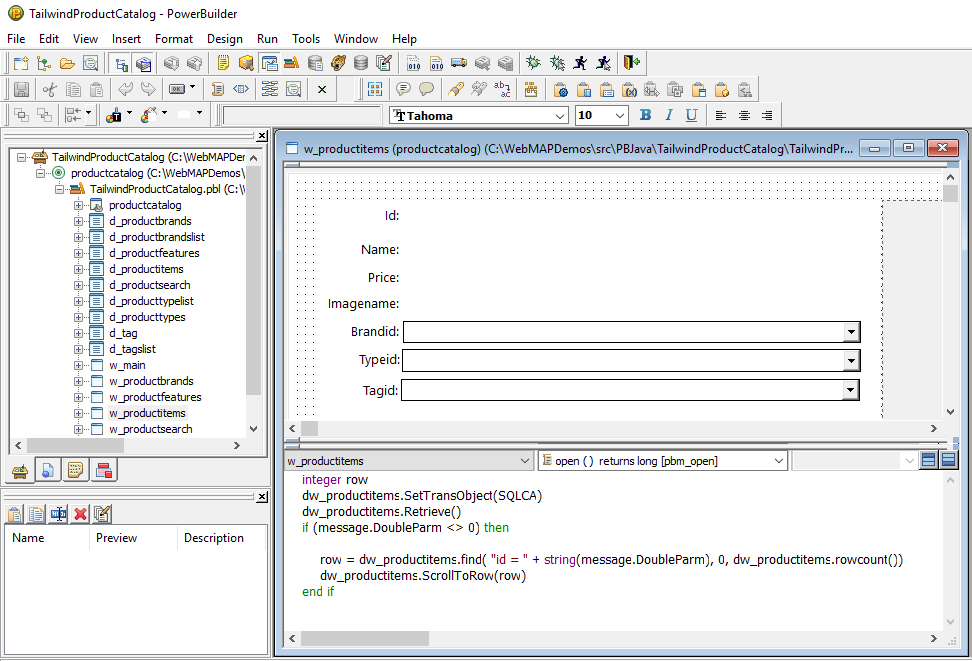 TailwindProductCatalog - PowerBuilder
File Edit View Insert Format Design Run Tools Window Help
Tahoma 10 B I U
TailwindProductCatalog (C:\WebMAPDer
productcatalog (C:\WebMAPDemos\
TailwindProductCatalog.pbl (C:\
productcatalog
d_productbrands
d_productbrandslist
d_productfeatures
d_productitems
d_productsearch
d_producttypelist
d_producttypes
d_tag
d_tagslist
w_main
w_productbrands
w_productfeatures
w_productitems
w_productsearch
Name Preview Description
w_productitems (productcatalog) (C:\WebMAPDemos\src\PBJava\TailwindProductCatalog\TailwindPr...
Id:
Name:
Price:
Imagename:
Brandid:
Typeid:
Tagid:
w_productitems open ( ) returns long [pbm_open]
integer row
dw_productitems.SetTransObject(SQLCA)
dw_productitems.Retrieve()
if (message.DoubleParm <> 0) then
row = dw_productitems.find( "id = " + string(message.DoubleParm), 0, dw_productitems.rowcount())
dw_productitems.ScrollToRow(row)
end if